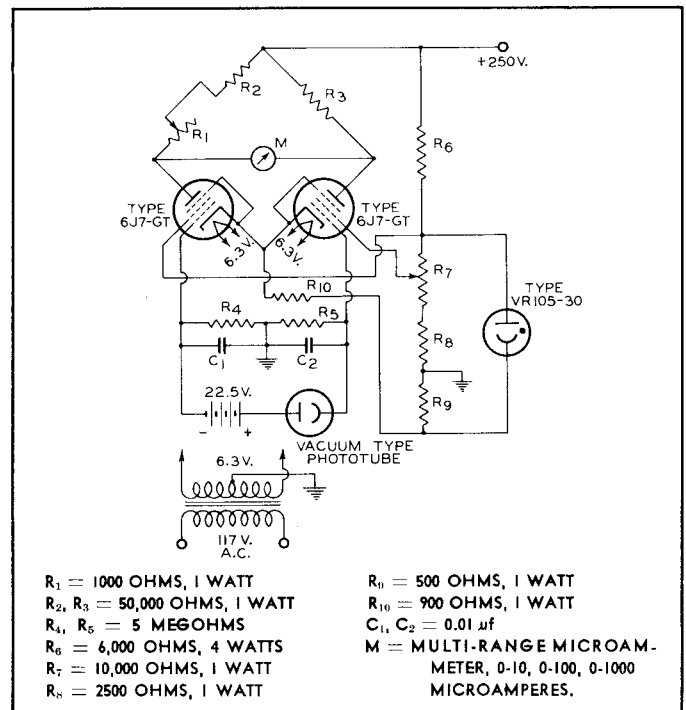 +250V.
R2
R3
R1
M
R6
TYPE
6J7-GT
TYPE
6J7-GT
6.3V.
6.3V.
R10
R7
TYPE
VR105-30
R4
R5
R8
C1
C2
R9
22.5V.
- +
VACUUM TYPE
PHOTOTUBE
6.3V.
117 V.
A.C.
R1 = 1000 OHMS, 1 WATT
R2, R3 = 50,000 OHMS, 1 WATT
R4, R5 = 5 MEGOHMS
R6 = 6,000 OHMS, 4 WATTS
R7 = 10,000 OHMS, 1 WATT
R8 = 2500 OHMS, 1 WATT
R9 = 500 OHMS, 1 WATT
R10 = 900 OHMS, 1 WATT
C1, C2 = 0.01 µf
M = MULTI-RANGE MICROAM-
METER, 0-10, 0-100, 0-1000
MICROAMPERES.